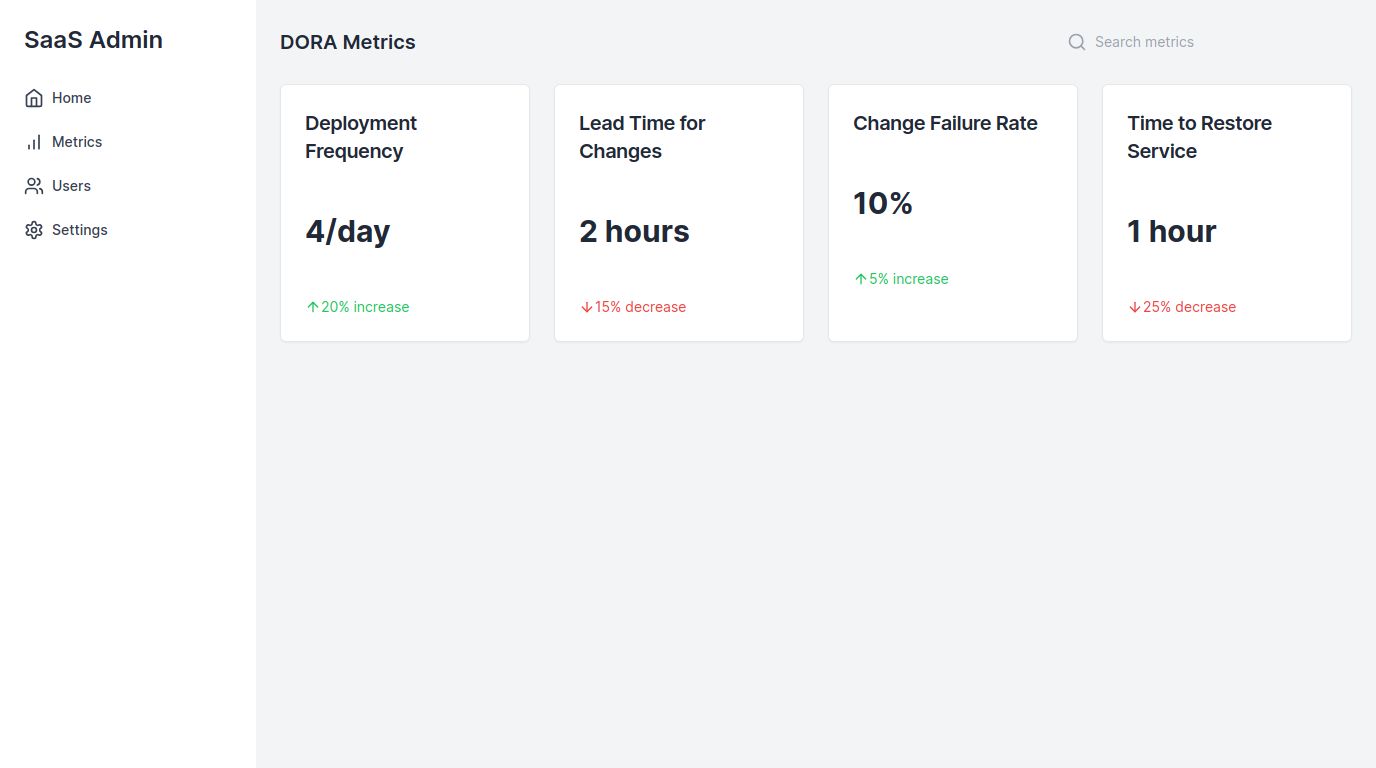 SaaS Admin
Home
Metrics
Users
Settings
DORA Metrics
Search metrics
Deployment
Frequency
4/day
20% increase
Lead Time for
Changes
2 hours
15% decrease
Change Failure Rate
10%
5% increase
Time to Restore
Service
1 hour
25% decrease